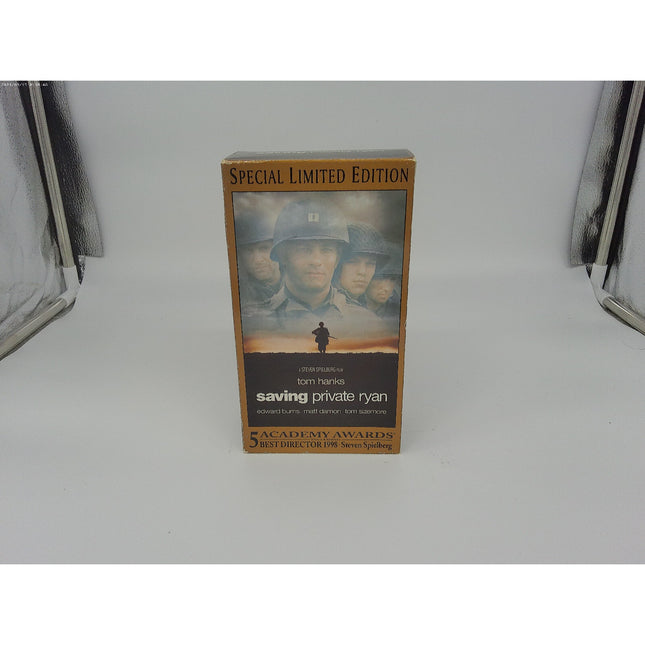 SPECIAL LIMITED EDITION
A STEVEN SPIELBERG FILM
tom hanks
saving private ryan
edward burns matt damon tom sizemore
5 ACADEMY AWARDS®
BEST DIRECTOR 1998 Steven Spielberg